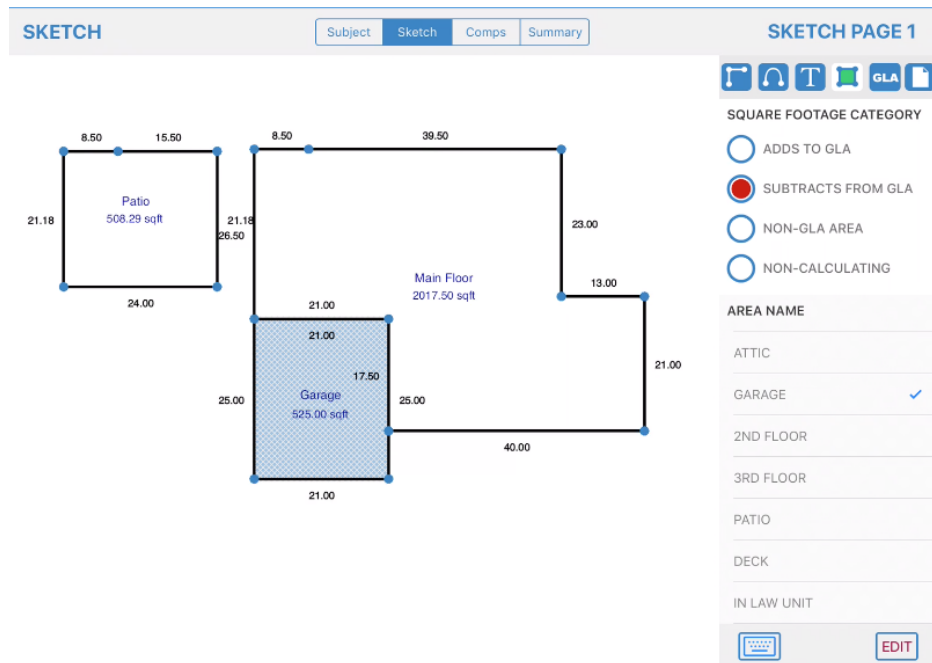 SKETCH
Subject
Sketch
Comps
Summary
SKETCH PAGE 1
T
GLA
SQUARE FOOTAGE CATEGORY
ADDS TO GLA
SUBTRACTS FROM GLA
NON-GLA AREA
NON-CALCULATING
AREA NAME
ATTIC
GARAGE
2ND FLOOR
3RD FLOOR
PATIO
DECK
IN LAW UNIT
EDIT
8.50
15.50
21.18
Patio
508.29 sqft
21.18
24.00
8.50
39.50
26.50
23.00
Main Floor
2017.50 sqft
13.00
21.00
21.00
21.00
17.50
25.00
Garage
525.00 sqft
25.00
40.00
21.00